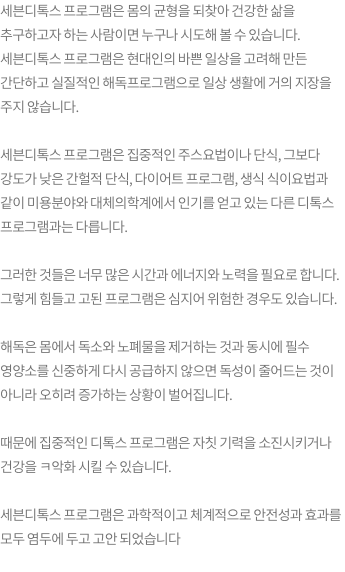 세븐디톡스 프로그램은 몸의 균형을 되찾아 건강한 삶을
추구하고자 하는 사람이면 누구나 시도해 볼 수 있습니다.
세븐디톡스 프로그램은 현대인의 바쁜 일상을 고려해 만든
간단하고 실질적인 해독프로그램으로 일상 생활에 거의 지장을
주지 않습니다.
세븐디톡스 프로그램은 집중적인 주스요법이나 단식, 그보다
강도가 낮은 간헐적 단식, 다이어트 프로그램, 생식 식이요법과
같이 미용분야와 대체의학계에서 인기를 얻고 있는 다른 디톡스
프로그램과는 다릅니다.
그러한 것들은 너무 많은 시간과 에너지와 노력을 필요로 합니다.
그렇게 힘들고 고된 프로그램은 심지어 위험한 경우도 있습니다.
해독은 몸에서 독소와 노폐물을 제거하는 것과 동시에 필수
영양소를 신중하게 다시 공급하지 않으면 독성이 줄어드는 것이
아니라 오히려 증가하는 상황이 벌어집니다.
때문에 집중적인 디톡스 프로그램은 자칫 기력을 소진시키거나
건강을 ㅋ악화 시킬 수 있습니다.
세븐디톡스 프로그램은 과학적이고 체계적으로 안전성과 효과를
모두 염두에 두고 고안 되었습니다